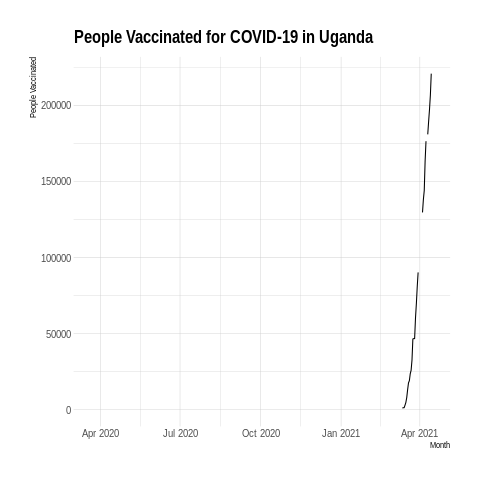 People Vaccinated for COVID-19 in Uganda
People Vaccinated
200000
150000
100000
50000
0
Apr 2020 Jul 2020 Oct 2020 Jan 2021 Apr 2021
Month